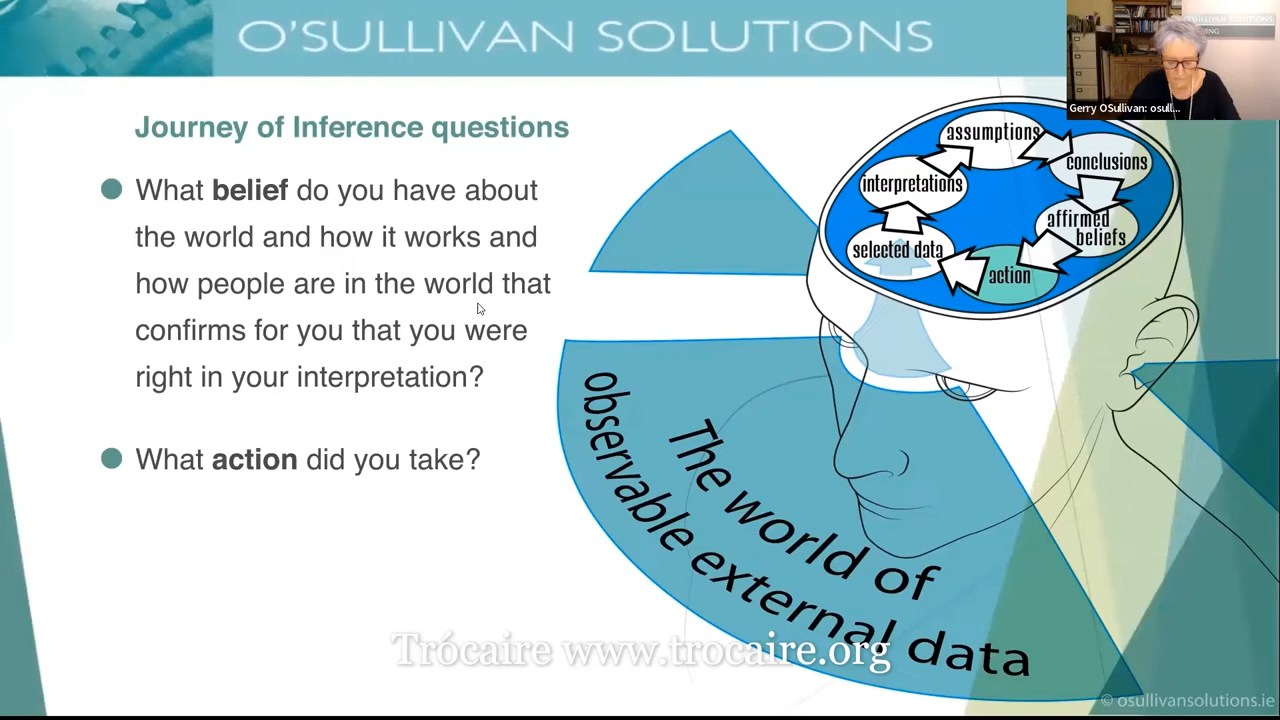 O'SULLIVAN SOLUTIONS
Gerry OSullivan: osull...
Journey of Inference questions
What belief do you have about
the world and how it works and
how people are in the world that
confirms for you that you were
right in your interpretation?
What action did you take?
assumptions
conclusions
interpretations
affirmed
beliefs
selected data
action
The world of
observable external data
Trócaire www.trocaire.org
© osullivansolutions.ie